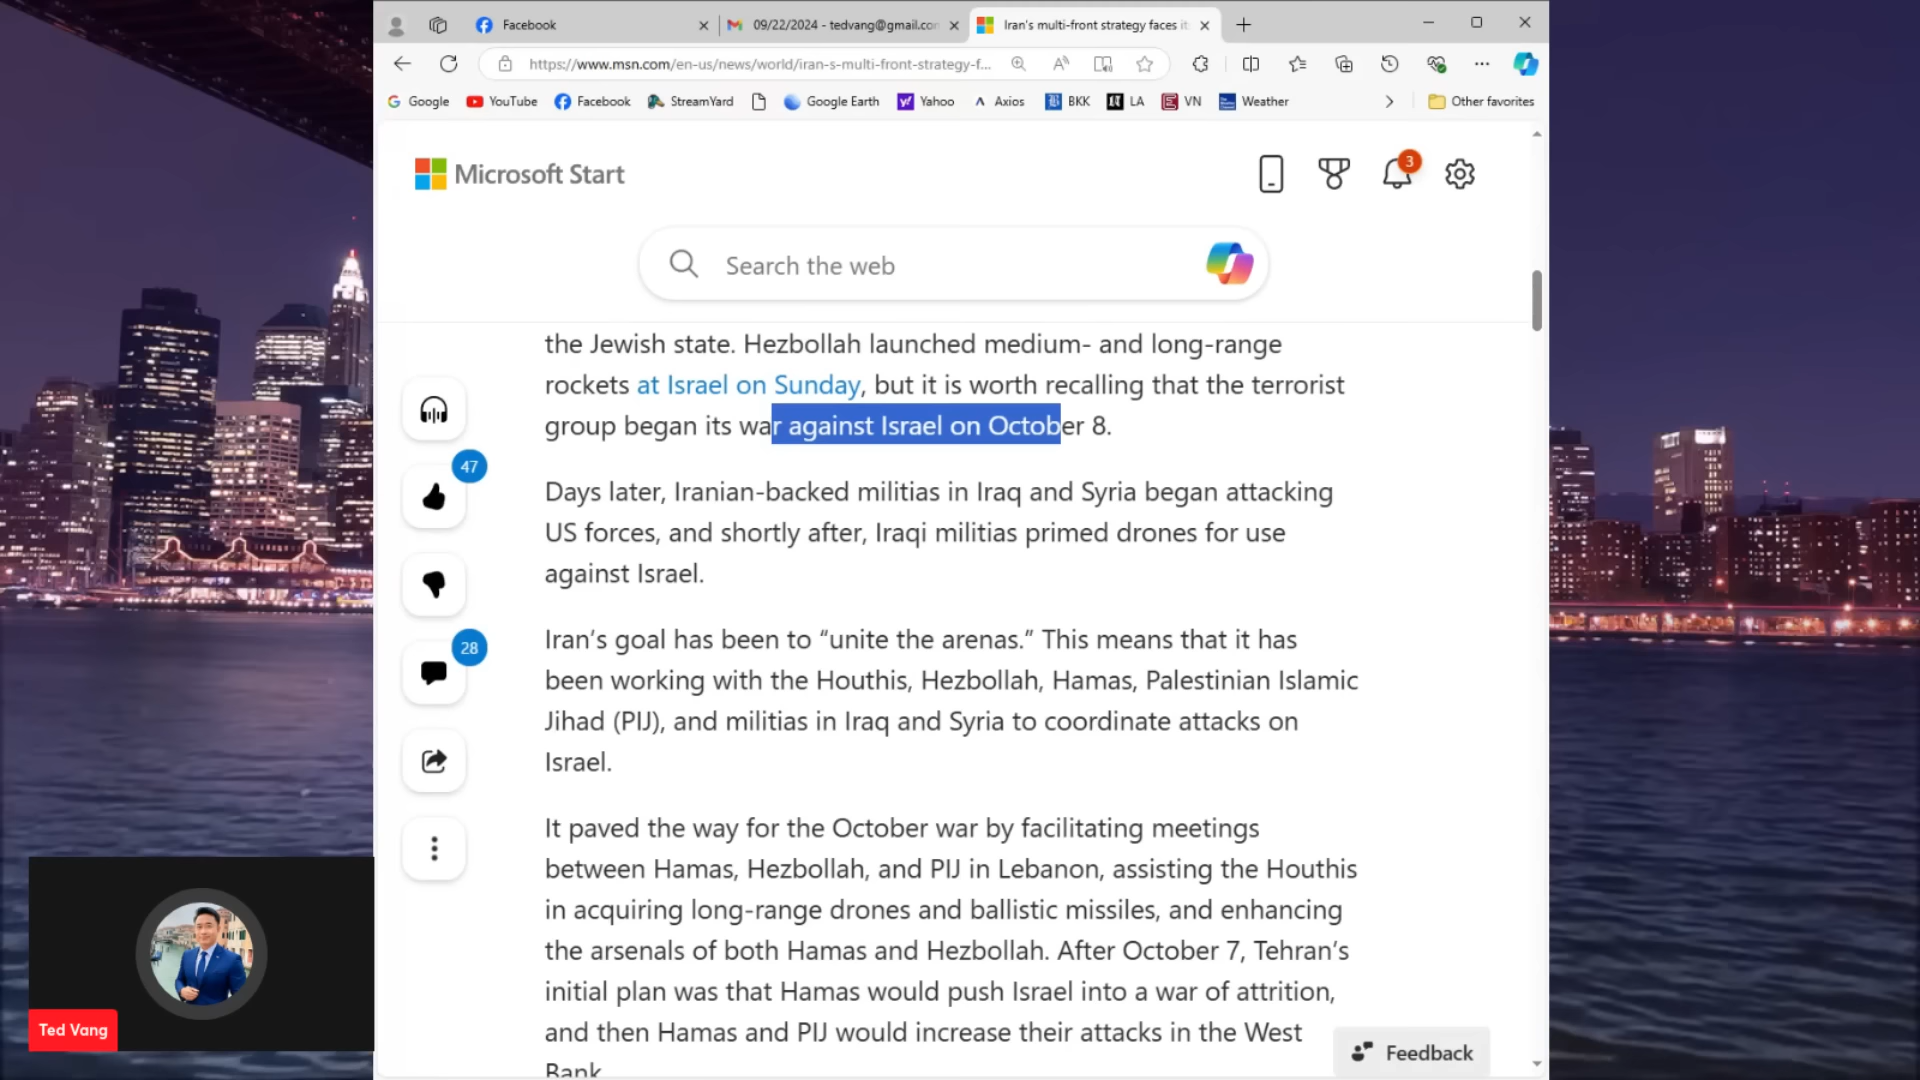 Facebook
09/22/2024 - tedvang@gmail.co
Iran's multi-front strategy faces it
https://www.msn.com/en-us/news/world/iran-s-multi-front-strategy-f...
Google
YouTube
Facebook
StreamYard
Google Earth
Yahoo
Axios
BKK
LA
VN
Weather
Other favorites
Microsoft Start
3
Search the web
the Jewish state. Hezbollah launched medium- and long-range
rockets at Israel on Sunday, but it is worth recalling that the terrorist
group began its war against Israel on October 8.
47
Days later, Iranian-backed militias in Iraq and Syria began attacking
US forces, and shortly after, Iraqi militias primed drones for use
against Israel.
28
Iran’s goal has been to “unite the arenas.” This means that it has
been working with the Houthis, Hezbollah, Hamas, Palestinian Islamic
Jihad (PIJ), and militias in Iraq and Syria to coordinate attacks on
Israel.
It paved the way for the October war by facilitating meetings
between Hamas, Hezbollah, and PIJ in Lebanon, assisting the Houthis
in acquiring long-range drones and ballistic missiles, and enhancing
the arsenals of both Hamas and Hezbollah. After October 7, Tehran’s
initial plan was that Hamas would push Israel into a war of attrition,
and then Hamas and PIJ would increase their attacks in the West
Bank
Feedback
Ted Vang